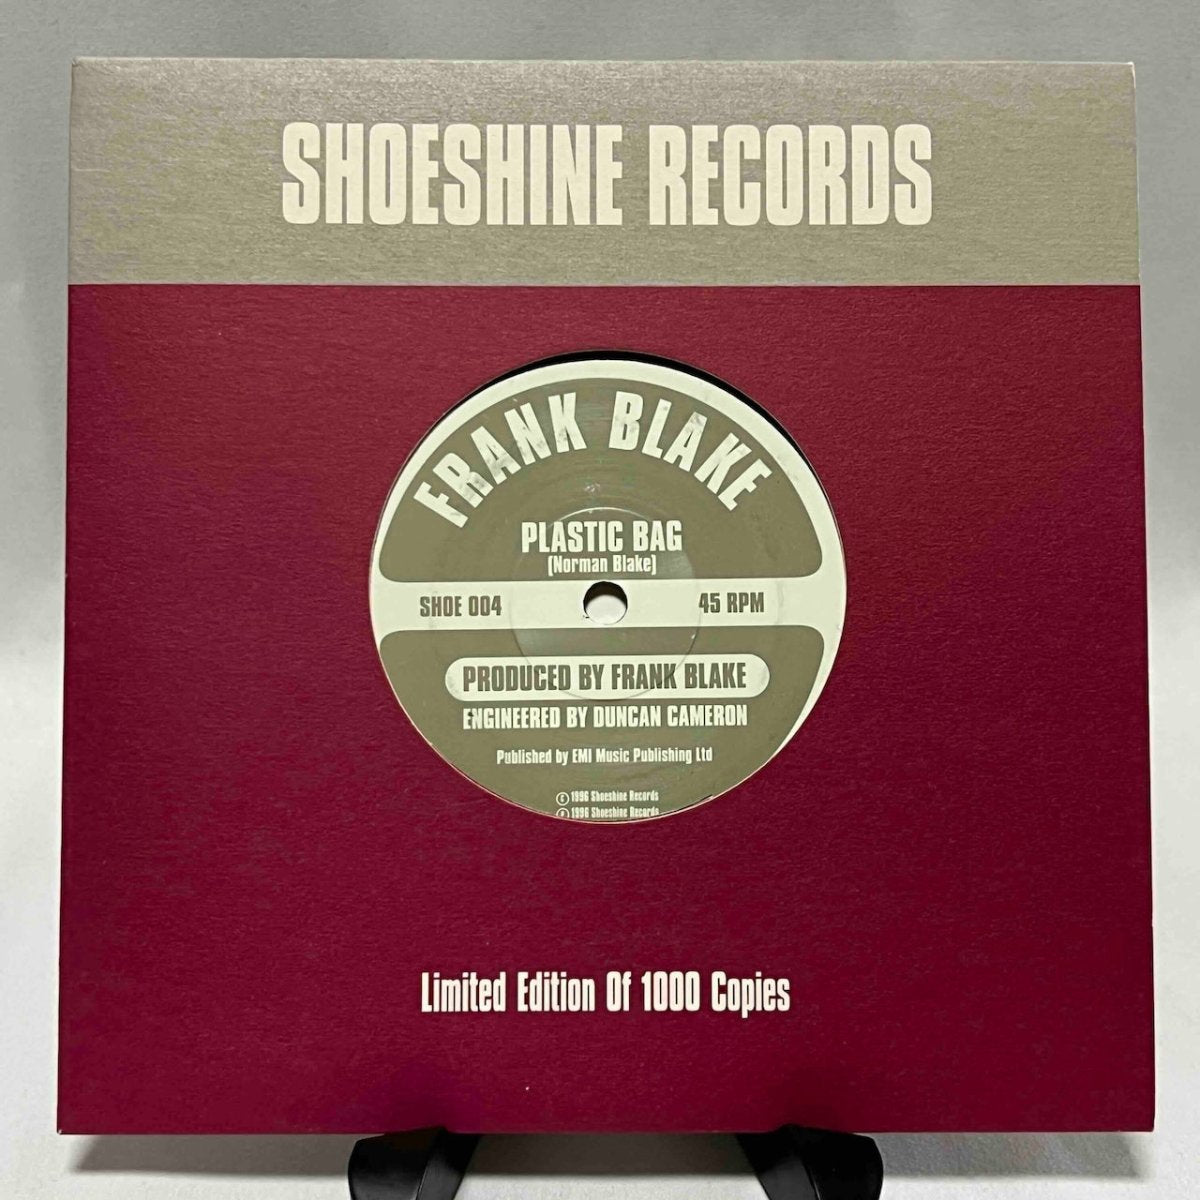 SHOESHINE RECORDS
FRANK BLAKE
PLASTIC BAG
(Norman Blake)
SHOE 004 45 RPM
PRODUCED BY FRANK BLAKE
ENGINEERED BY DUNCAN CAMERON
Published by EMI Music Publishing Ltd
© 1996 Shoeshine Records
℗ 1996 Shoeshine Records
Limited Edition Of 1000 Copies